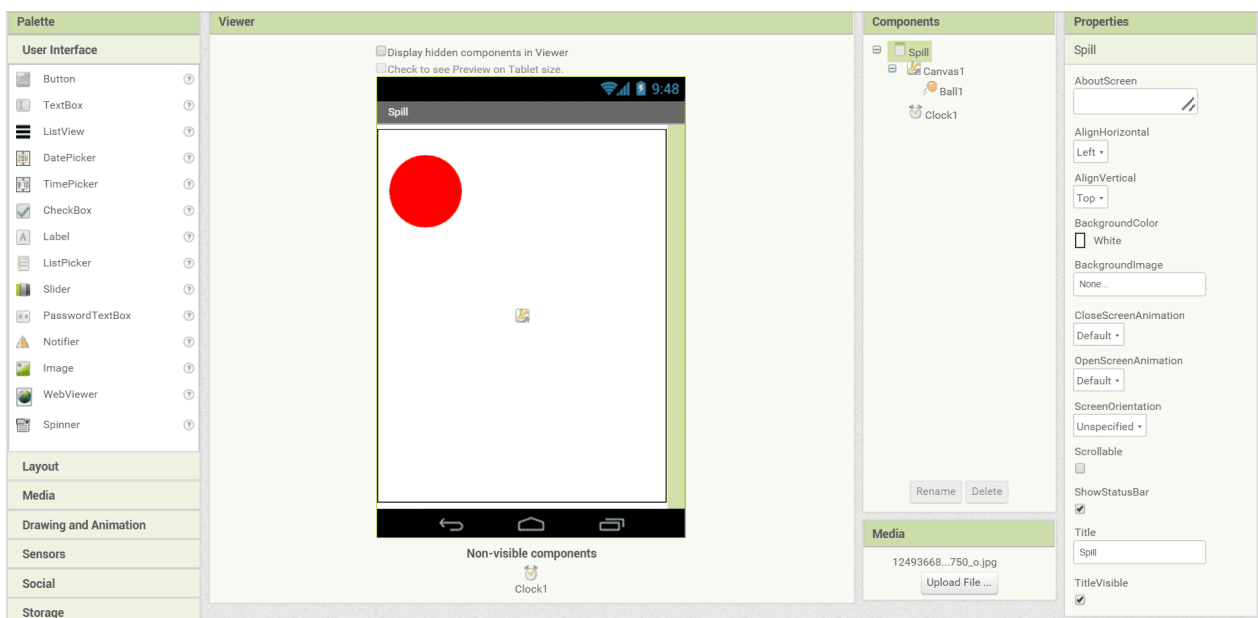 Palette
User Interface
Button
TextBox
ListView
DatePicker
TimePicker
CheckBox
Label
ListPicker
Slider
PasswordTextBox
Notifier
Image
WebViewer
Spinner
Layout
Media
Drawing and Animation
Sensors
Social
Storage
Viewer
Display hidden components in Viewer
Check to see Preview on Tablet size.
9:48
Spill
Non-visible components
Clock1
Components
Spill
Canvas1
Ball1
Clock1
Rename Delete
Media
12493668...750_o.jpg
Upload File ...
Properties
Spill
AboutScreen
AlignHorizontal
Left
AlignVertical
Top
BackgroundColor
White
BackgroundImage
None...
CloseScreenAnimation
Default
OpenScreenAnimation
Default
ScreenOrientation
Unspecified
Scrollable
ShowStatusBar
Title
Spill
TitleVisible